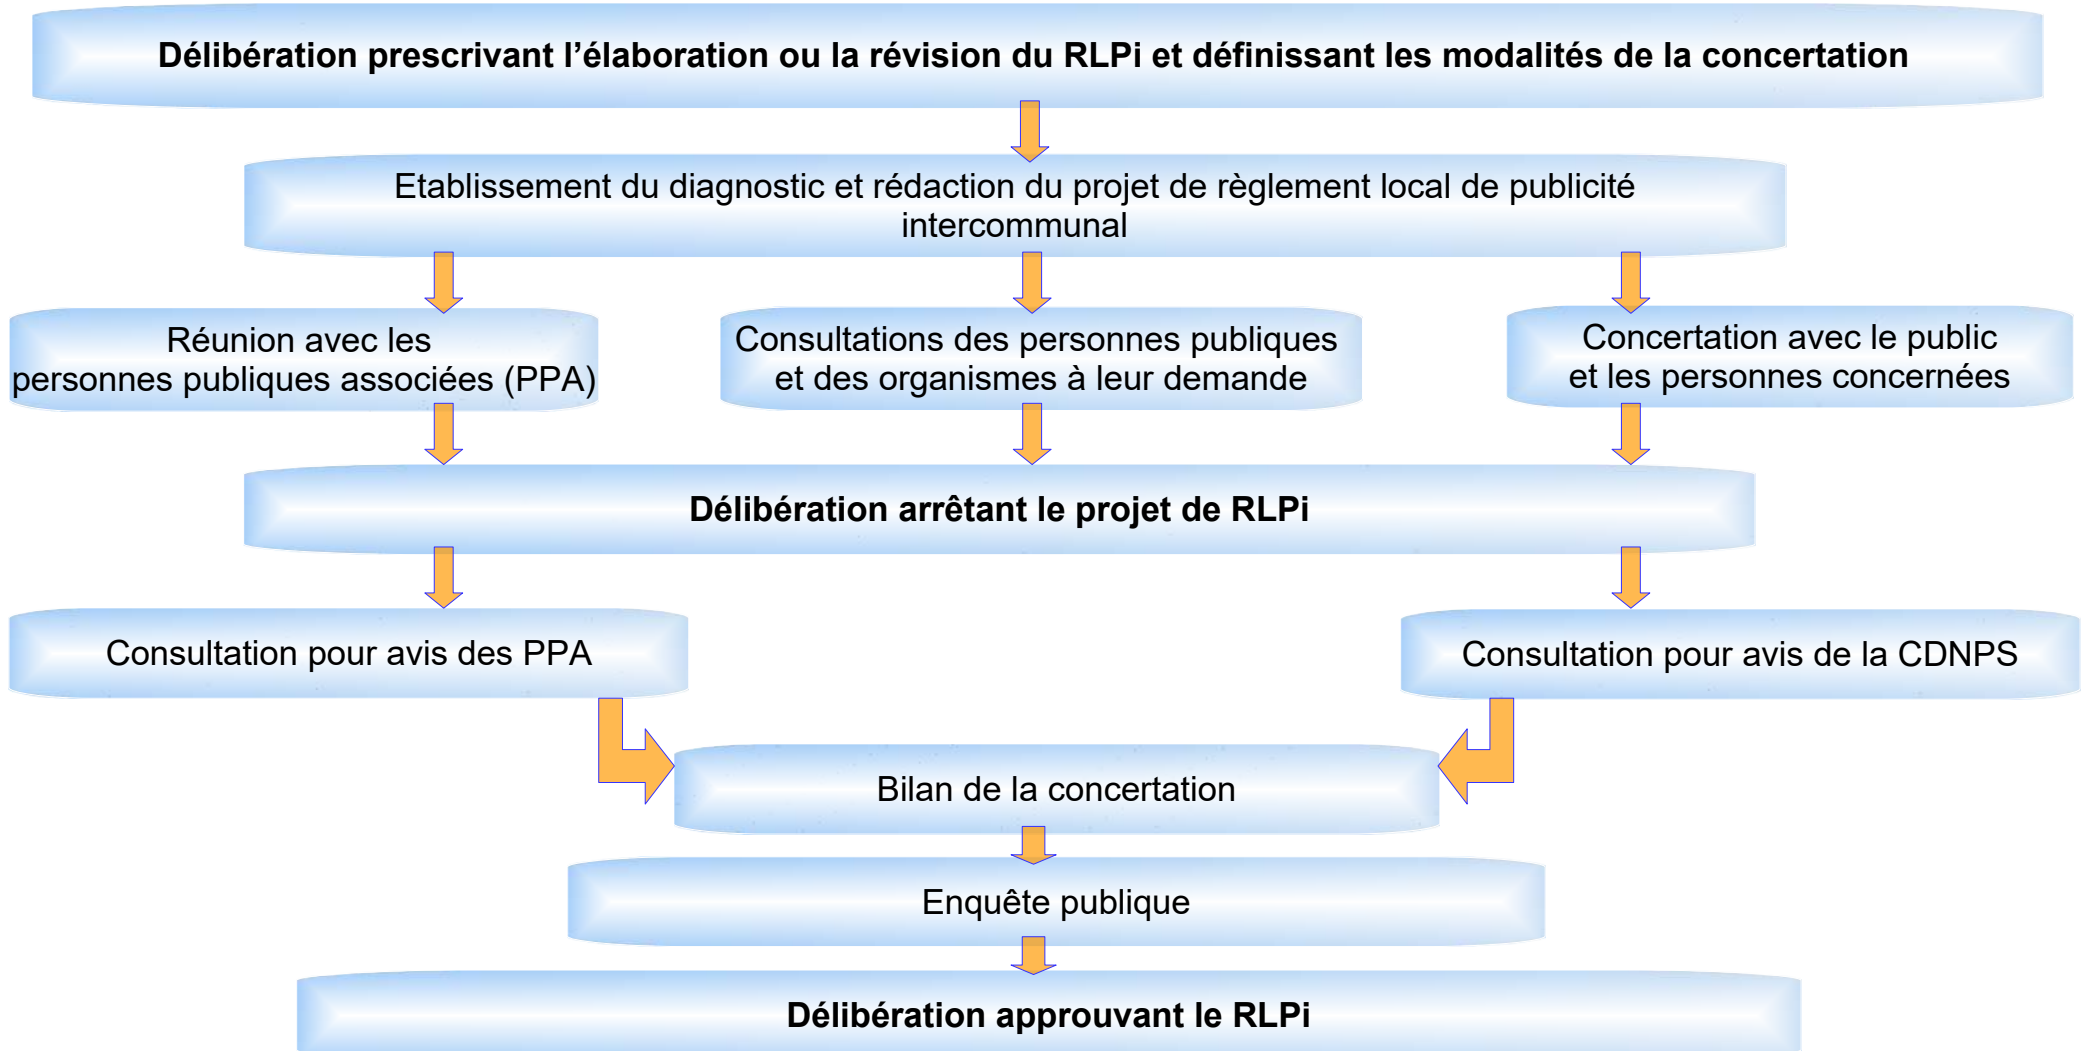 Délibération prescrivant l’élaboration ou la révision du RLPi et définissant les modalités de la concertation
Etablissement du diagnostic et rédaction du projet de règlement local de publicité
intercommunal
Réunion avec les
personnes publiques associées (PPA)
Consultations des personnes publiques
et des organismes à leur demande
Concertation avec le public
et les personnes concernées
Délibération arrêtant le projet de RLPi
Consultation pour avis des PPA
Consultation pour avis de la CDNPS
Bilan de la concertation
Enquête publique
Délibération approuvant le RLPi